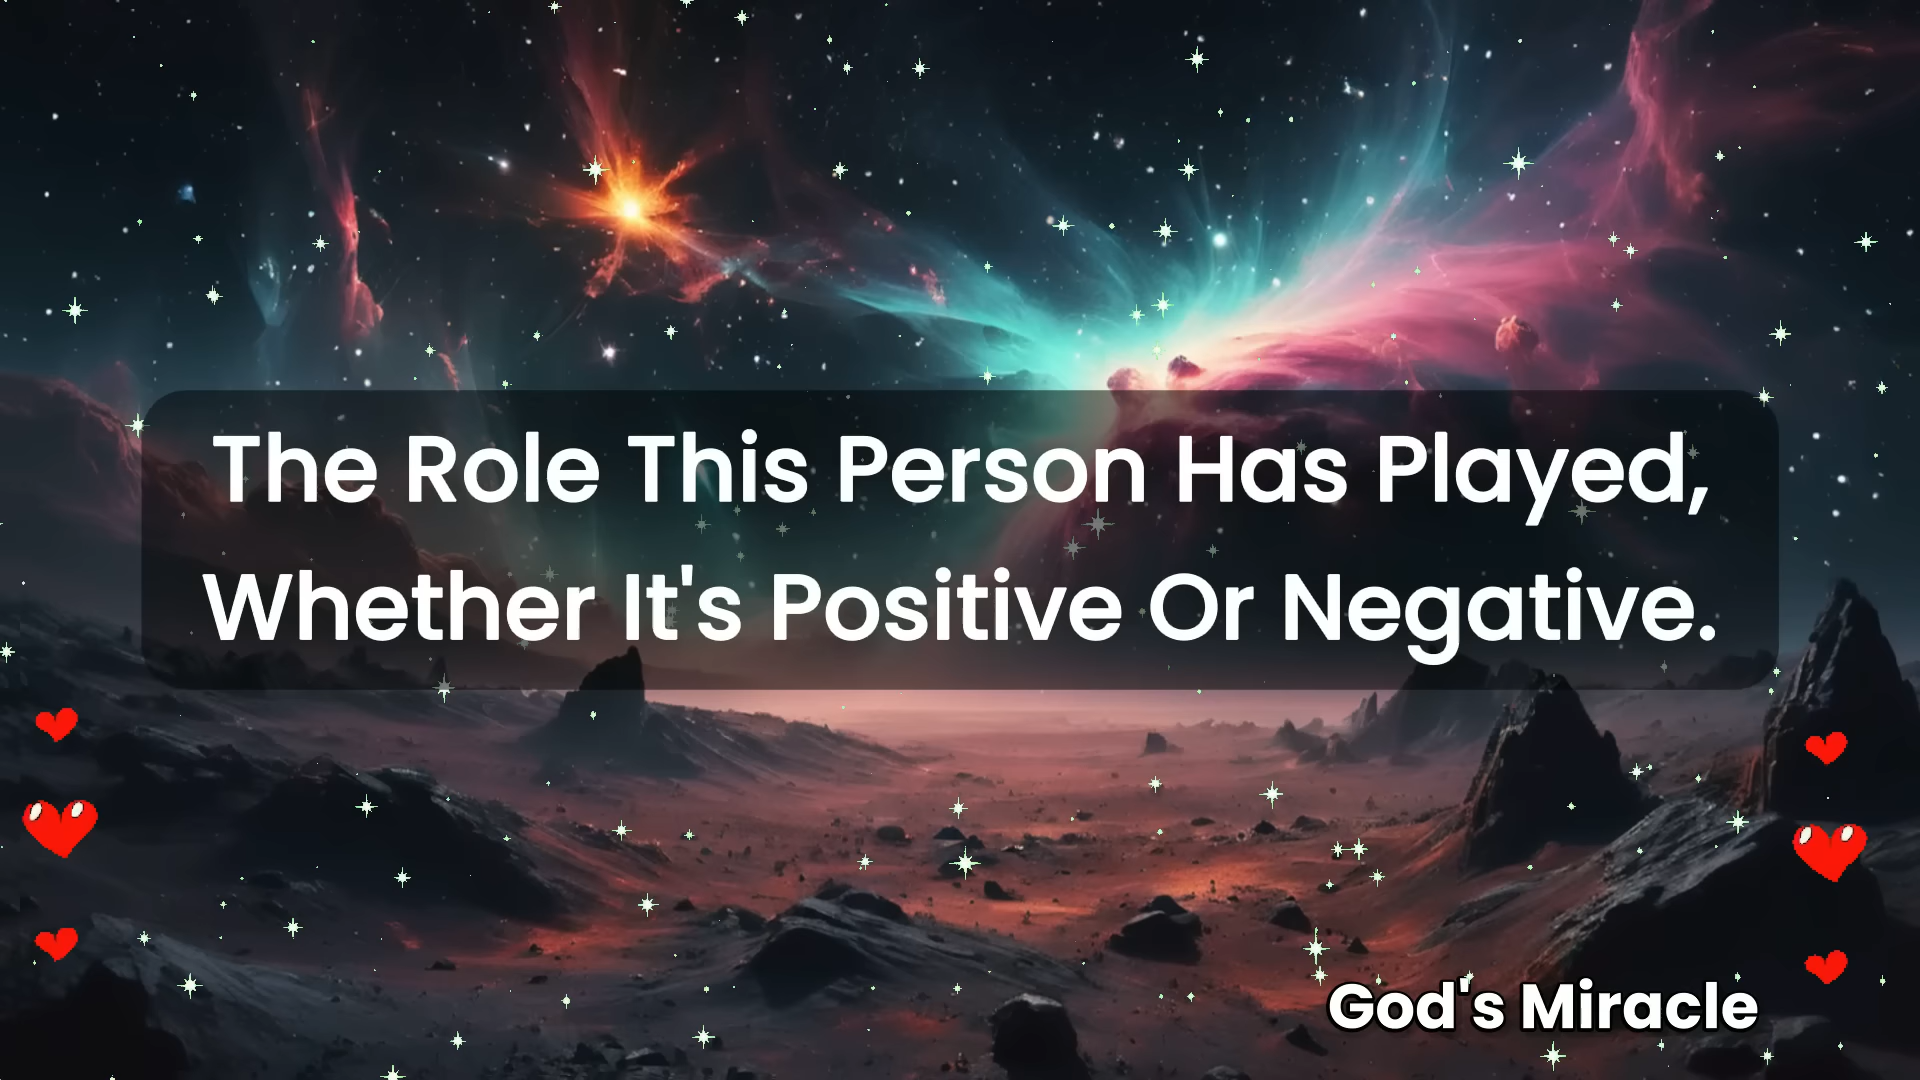 The Role This Person Has Played,
Whether It's Positive Or Negative.
God's Miracle